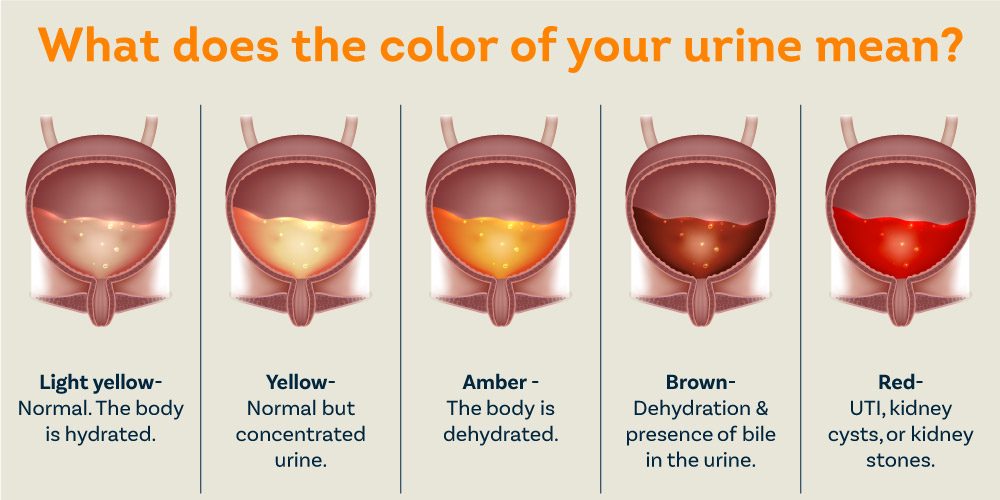 What does the color of your urine mean?
Light yellow-
Normal. The body
is hydrated.
Yellow-
Normal but
concentrated
urine.
Amber -
The body is
dehydrated.
Brown-
Dehydration &
presence of bile
in the urine.
Red-
UTI, kidney
cysts, or kidney
stones.